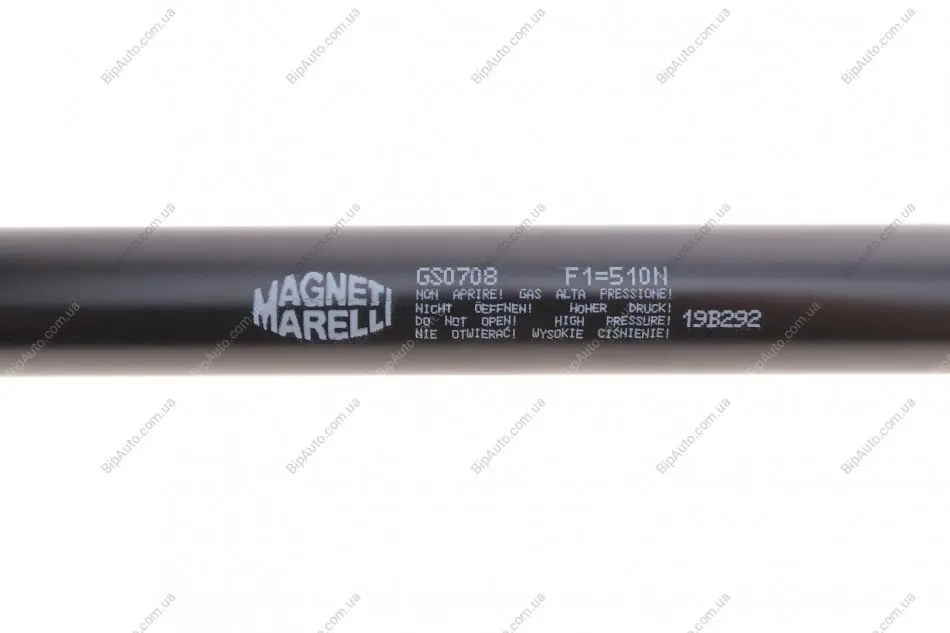 MAGNETI
MARELLI
GS0708 F1=510N
NON APRIRE! GAS ALTA PRESSIONE!
NICHT ÖEFFNEN! HOHER DRUCK!
DO NOT OPEN! HIGH PRESSURE!
NIE OTWIERAĆ! WYSOKIE CIŚNIENIE!
19B292
BipAuto.com.ua